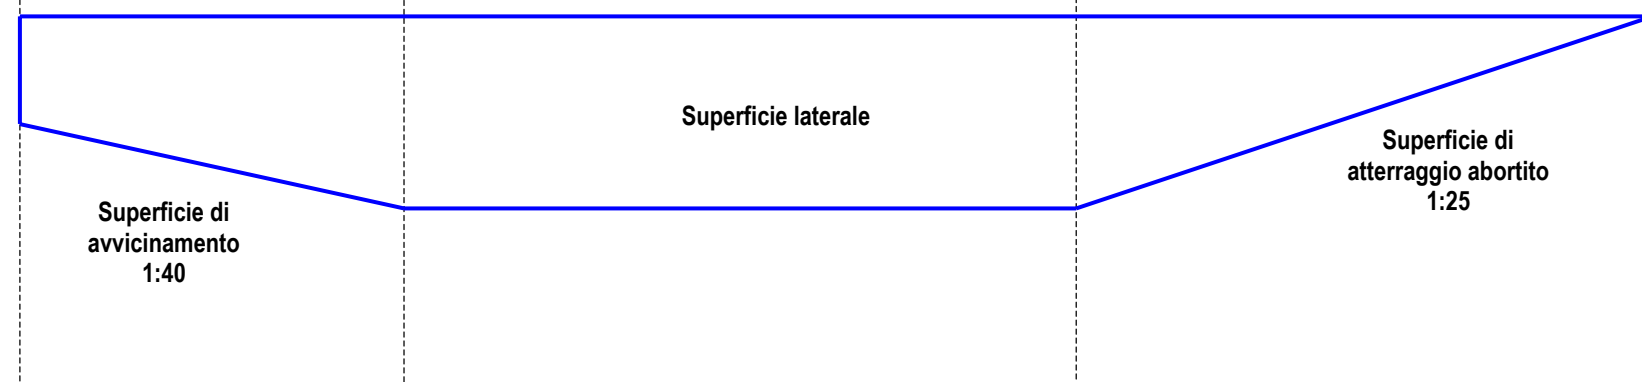 Superficie laterale
Superficie di
atterraggio abortito
1:25
Superficie di
avvicinamento
1:40